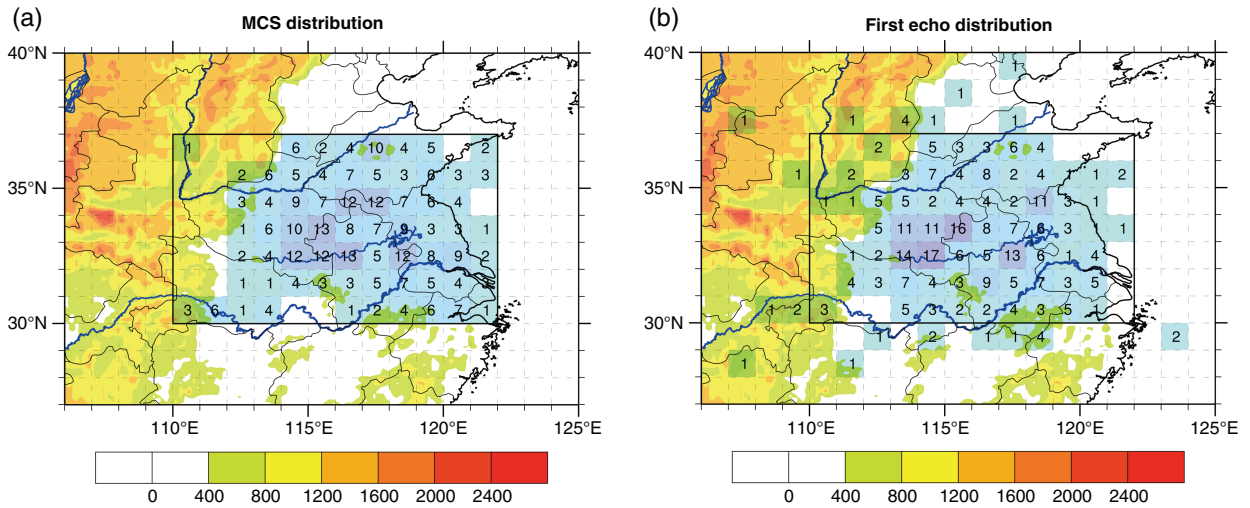 (a)
MCS distribution
40°N
1 6 2 4 10 4 5 2
35°N
2 6 5 4 7 5 3 6 3 3
3 4 9 7 12 12 7 6 4
1 6 10 13 8 7 9 3 3 1
2 4 12 12 13 5 12 8 9 2
1 1 4 3 3 5 5 4 3
30°N
3 6 1 4 4 6 1
110°E 115°E 120°E 125°E
0 400 800 1200 1600 2000 2400
(b)
First echo distribution
40°N
1
1
1 1 4 1 1
2 5 3 3 6 4
35°N
1 2 3 7 4 8 2 4 1 1 2
1 1 5 5 2 4 4 2 11 3 1
5 11 11 16 8 7 6 3 1 1
2 14 17 6 5 13 6 4
4 3 7 4 3 9 5 7 3 5
30°N
1 2 3 5 3 2 2 4 3 5
1 2 1 1 4 2
1 1
110°E 115°E 120°E 125°E
0 400 800 1200 1600 2000 2400